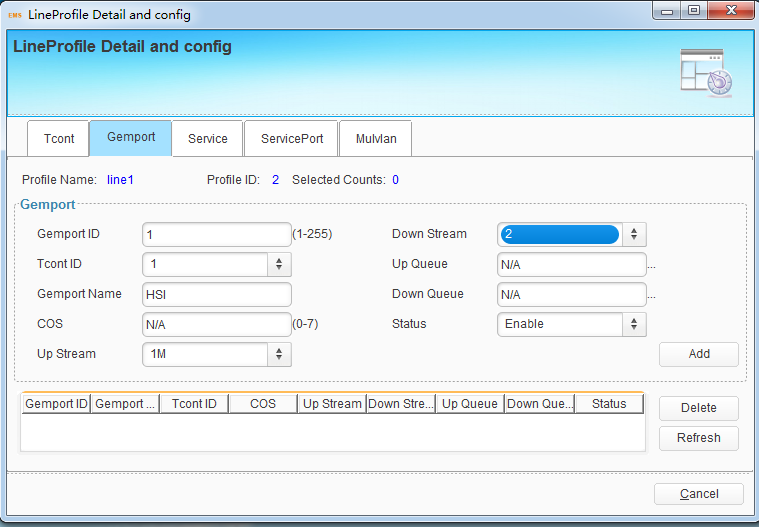 EMS LineProfile Detail and config
LineProfile Detail and config
Tcont Gemport Service ServicePort Mulvlan
Profile Name: line1 Profile ID: 2 Selected Counts: 0
Gemport
Gemport ID 1 (1-255) Down Stream 2
Tcont ID 1 Up Queue N/A ...
Gemport Name HSI Down Queue N/A ...
COS N/A (0-7) Status Enable
Up Stream 1M Add
Gemport ID Gemport ... Tcont ID COS Up Stream Down Stre... Up Queue Down Que... Status
Delete
Refresh
Cancel